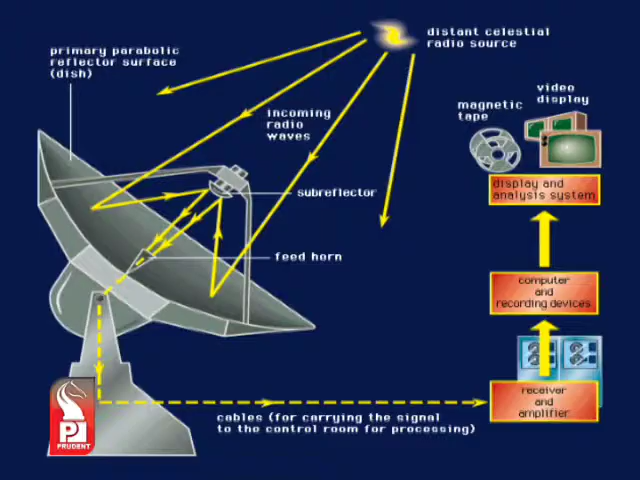 distant celestial
radio source
primary parabolic
reflector surface
(dish)
incoming
radio
waves
subreflector
feed horn
video
display
magnetic
tape
display and
analysis system
computer
and
recording devices
receiver
and
amplifier
cables (for carrying the signal
to the control room for processing)
PRUDENT